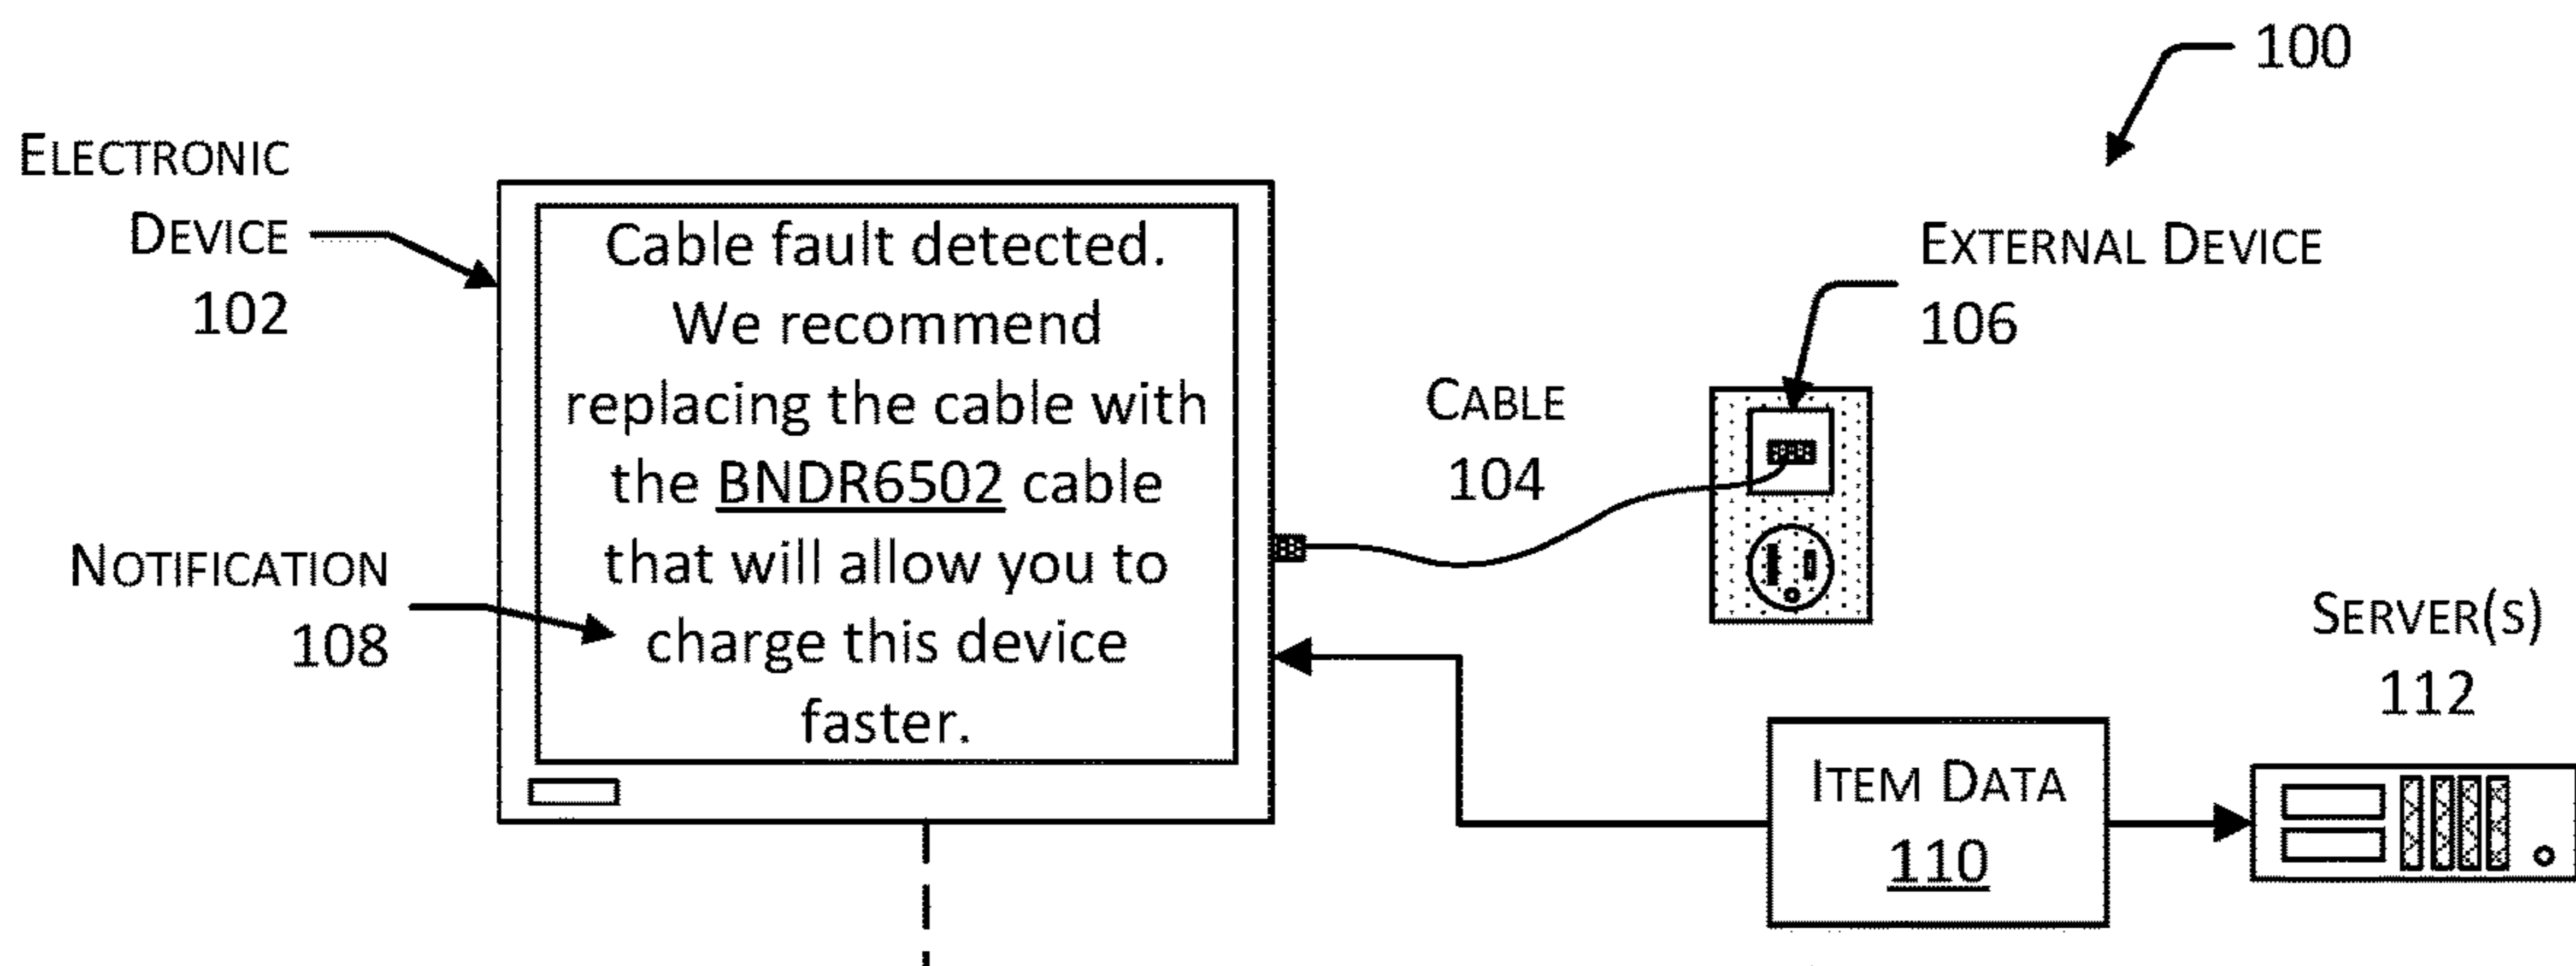 100
ELECTRONIC
DEVICE
102
Cable fault detected.
We recommend
replacing the cable with
the BNDR6502 cable
that will allow you to
charge this device
faster.
NOTIFICATION
108
CABLE
104
EXTERNAL DEVICE
106
SERVER(S)
112
ITEM DATA
110